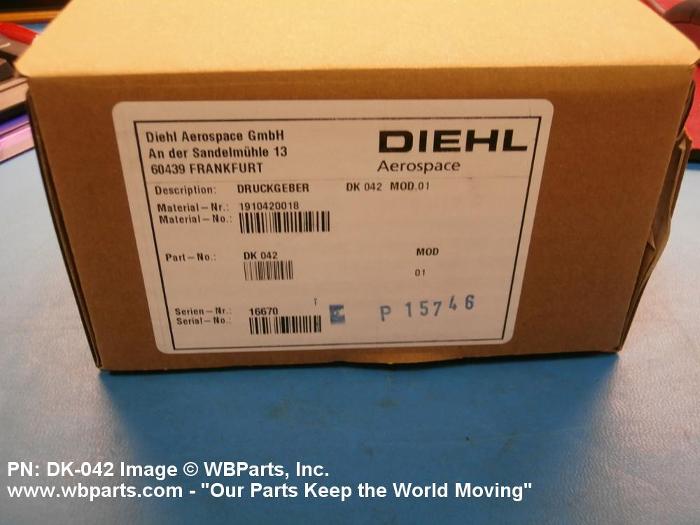 Diehl Aerospace GmbH
An der Sandelmühle 13
60439 FRANKFURT
DIEHL
Aerospace
Description: DRUCKGEBER DK 042 MOD.01
Material-Nr.: 1910420018
Material-No.:
Part-No.: DK 042 MOD
01
Serien-Nr.: 16670
Serial-No.:
P 15746
PN: DK-042 Image © WBParts, Inc.
www.wbparts.com - "Our Parts Keep the World Moving"